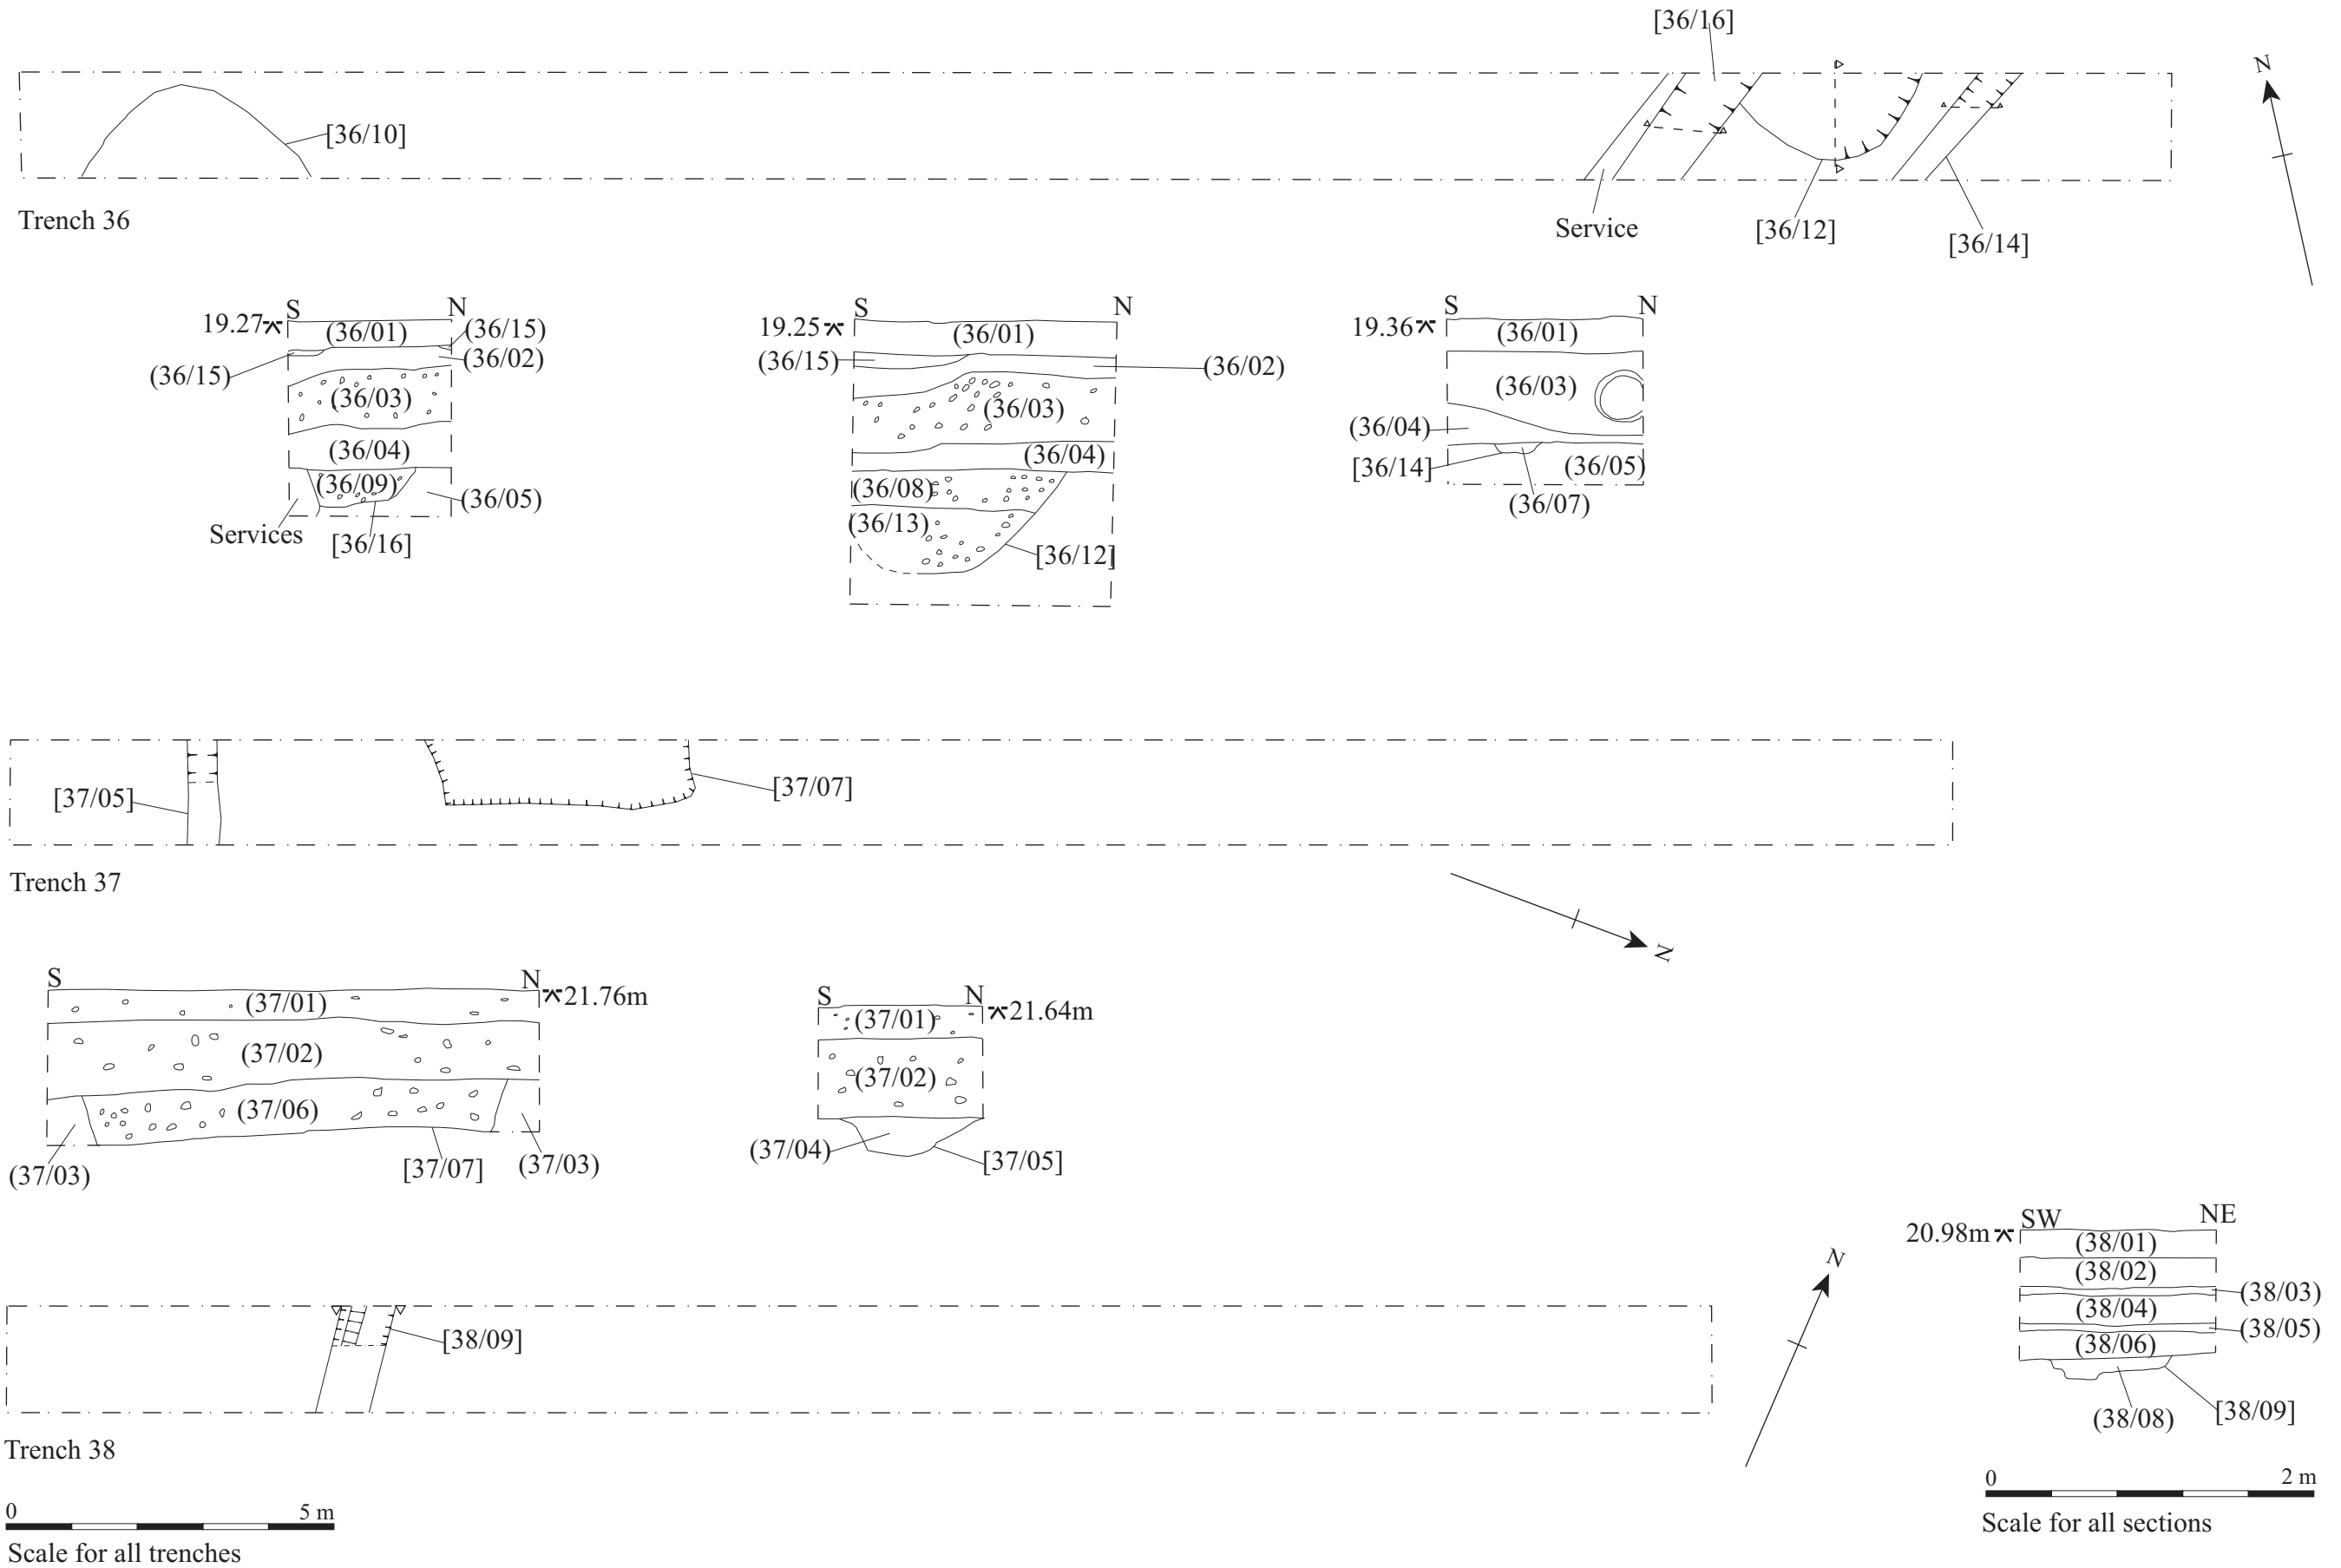 [36/16]
N
[36/10]
Trench 36
Service
[36/12]
[36/14]
S
N
19.27
(36/01)
(36/15)
(36/02)
(36/15)
(36/03)
(36/04)
(36/09)
(36/05)
Services
[36/16]
S
N
19.25
(36/01)
(36/15)
(36/02)
(36/03)
(36/04)
(36/08)
(36/13)
[36/12]
S
N
19.36
(36/01)
(36/03)
(36/04)
[36/14]
(36/05)
(36/07)
[37/05]
[37/07]
Trench 37
N
S
N
21.76m
(37/01)
(37/02)
(37/06)
(37/03)
[37/07]
(37/03)
S
N
21.64m
(37/01)
(37/02)
(37/04)
[37/05]
N
[38/09]
Trench 38
20.98m
SW
NE
(38/01)
(38/02)
(38/03)
(38/04)
(38/05)
(38/06)
(38/08)
[38/09]
0 5 m
Scale for all trenches
0 2 m
Scale for all sections